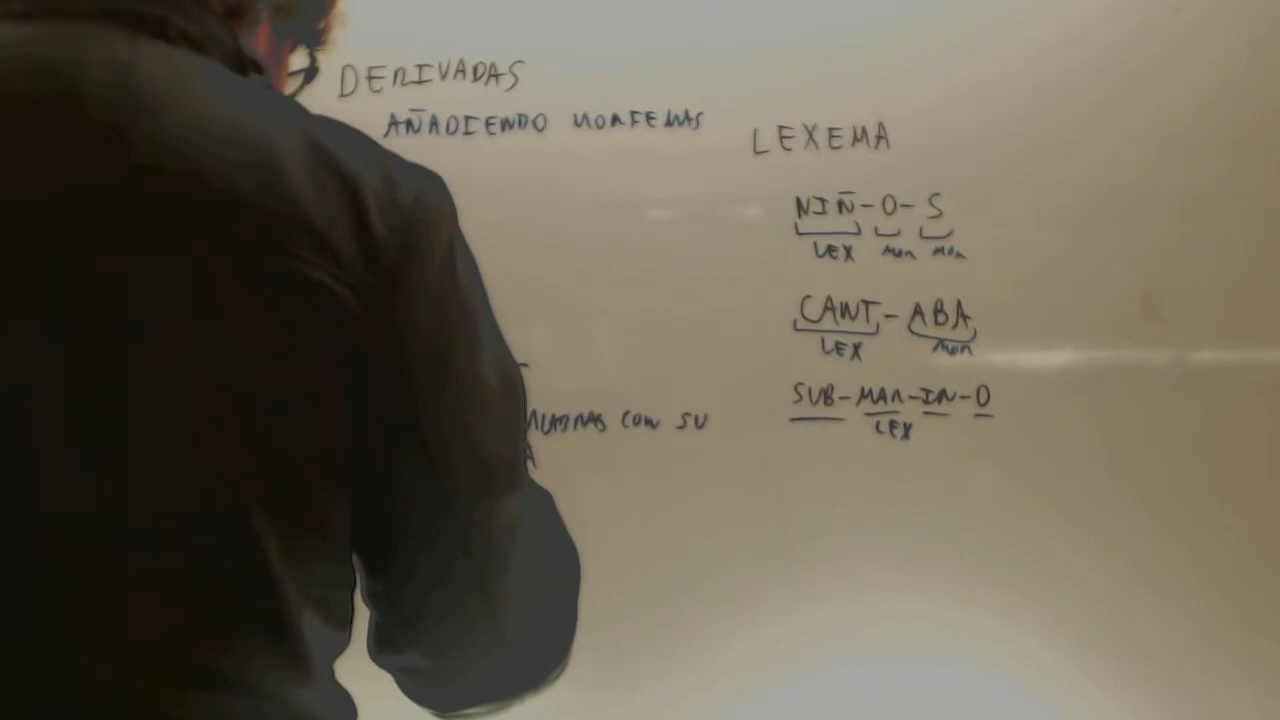 DERIVADAS
AÑADIENDO MORFEMAS
CON SU
LEXEMA
NIÑ-O-S
LEX MOR MOR
CANT-ABA
LEX MOR
SUB-MAR-IN-O
LEX